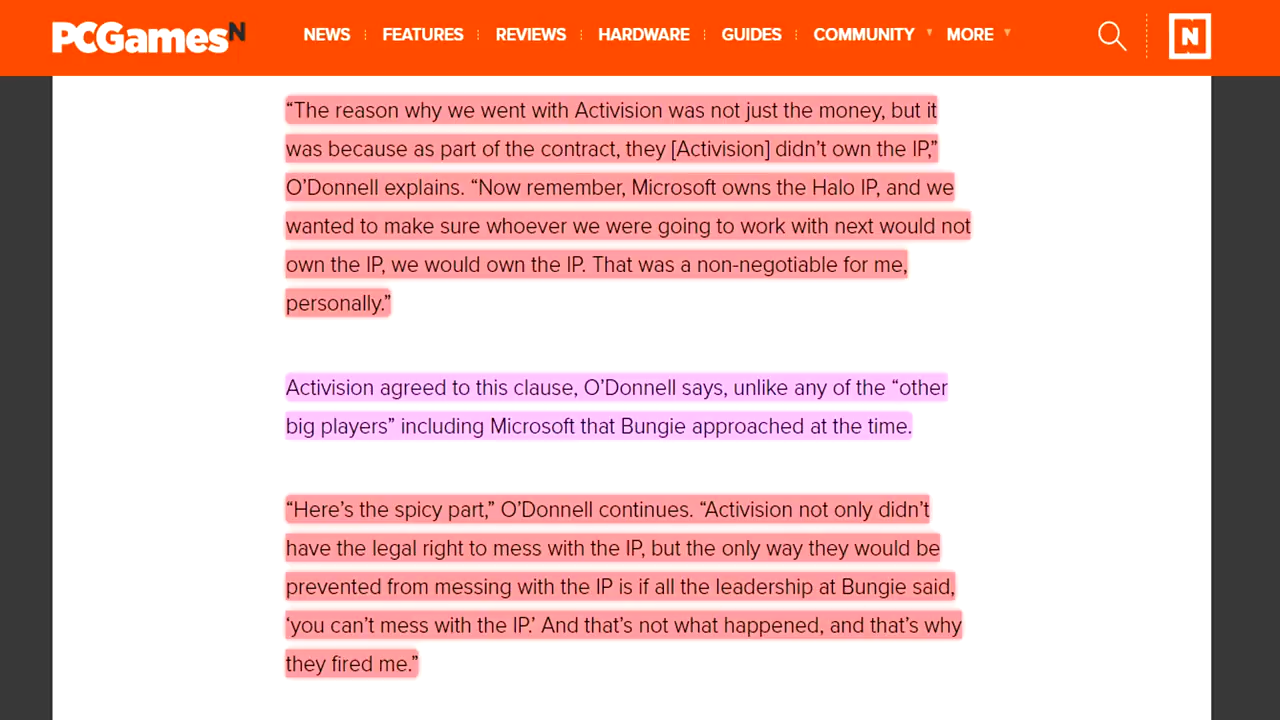 PCGamesN
NEWS FEATURES REVIEWS HARDWARE GUIDES COMMUNITY MORE N
“The reason why we went with Activision was not just the money, but it
was because as part of the contract, they [Activision] didn’t own the IP,”
O’Donnell explains. “Now remember, Microsoft owns the Halo IP, and we
wanted to make sure whoever we were going to work with next would not
own the IP, we would own the IP. That was a non-negotiable for me,
personally.”
Activision agreed to this clause, O’Donnell says, unlike any of the “other
big players” including Microsoft that Bungie approached at the time.
“Here’s the spicy part,” O’Donnell continues. “Activision not only didn’t
have the legal right to mess with the IP, but the only way they would be
prevented from messing with the IP is if all the leadership at Bungie said,
‘you can’t mess with the IP.’ And that’s not what happened, and that’s why
they fired me.”